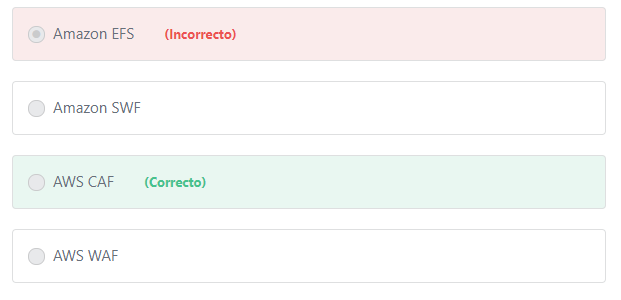 Amazon EFS (Incorrecto)
Amazon SWF
AWS CAF (Correcto)
AWS WAF